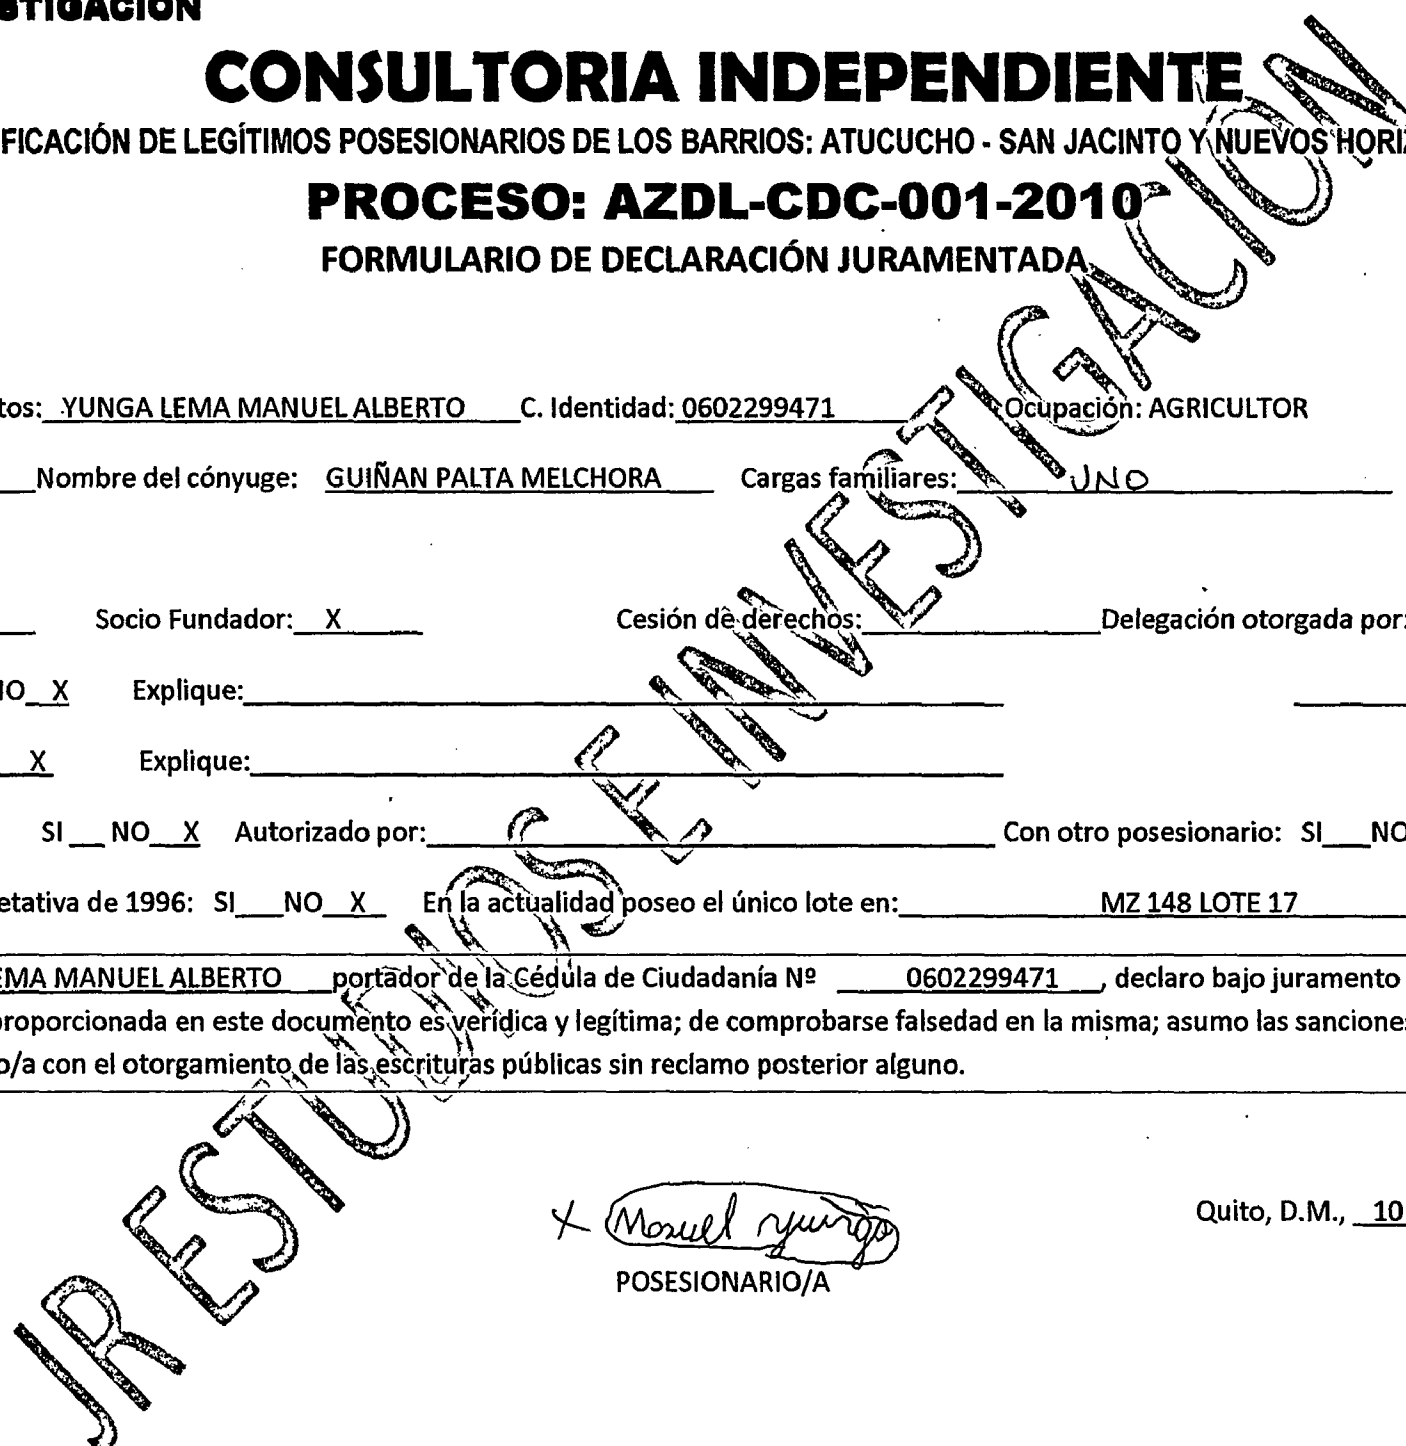 STIGACIÓN
CONSULTORIA INDEPENDIENTE
FICACIÓN DE LEGÍTIMOS POSESIONARIOS DE LOS BARRIOS: ATUCUCHO - SAN JACINTO Y NUEVOS HORIZ
PROCESO: AZDL-CDC-001-2010
FORMULARIO DE DECLARACIÓN JURAMENTADA
tos: YUNGA LEMA MANUEL ALBERTO C. Identidad: 0602299471 Ocupación: AGRICULTOR
Nombre del cónyuge: GUIÑAN PALTA MELCHORA Cargas familiares: UNO
Socio Fundador: X Cesión de derechos: Delegación otorgada por:
NO X Explique:
X Explique:
SI NO X Autorizado por: Con otro posesionario: SI NO
etativa de 1996: SI NO X En la actualidad poseo el único lote en: MZ 148 LOTE 17
EMA MANUEL ALBERTO portador de la Cédula de Ciudadanía Nº 0602299471, declaro bajo juramento
proporcionada en este documento es verídica y legítima; de comprobarse falsedad en la misma; asumo las sanciones
o/a con el otorgamiento de las escrituras públicas sin reclamo posterior alguno.
X Manuel Yunga
Quito, D.M., 10
POSESIONARIO/A
JR ESTUDIOS E INVESTIGACION